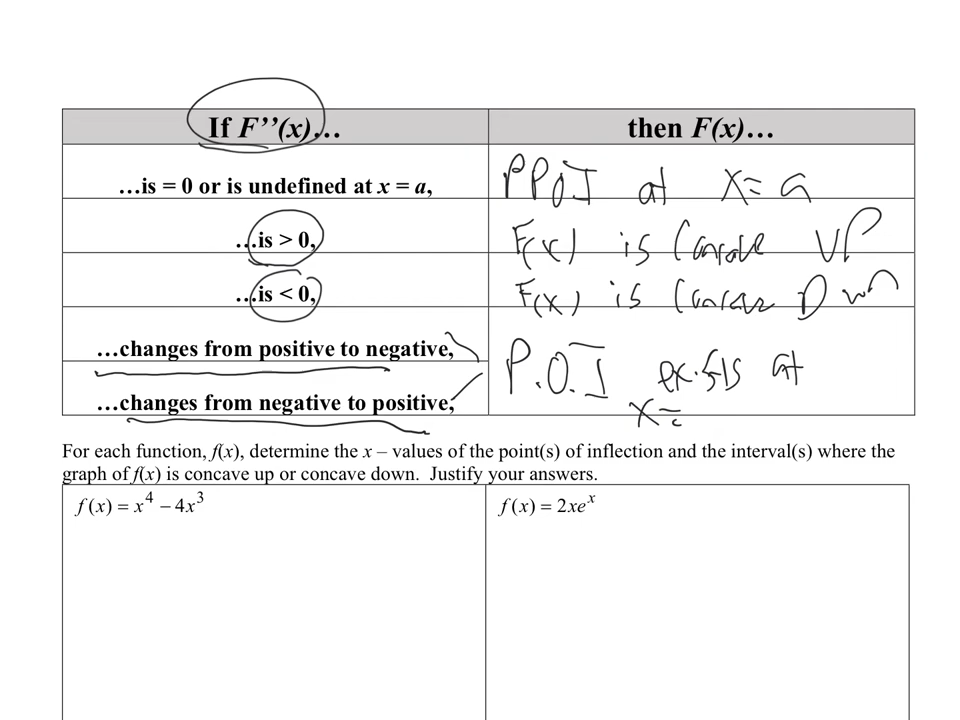 If F’’(x)… then F(x)…
…is = 0 or is undefined at x = a, PPOI at x = a
…is > 0, F(x) is Concave UP
…is < 0, F(x) is Concave Down
…changes from positive to negative,
P.O.I exists at
…changes from negative to positive,
x =
For each function, f(x), determine the x – values of the point(s) of inflection and the interval(s) where the
graph of f(x) is concave up or concave down. Justify your answers.
f(x) = x⁴ – 4x³ f(x) = 2xeˣ